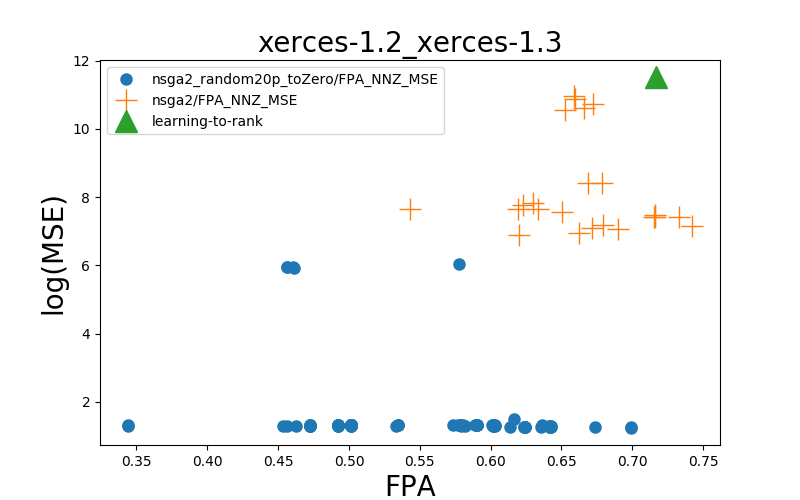 xerces-1.2_xerces-1.3
nsga2_random20p_toZero/FPA_NNZ_MSE
nsga2/FPA_NNZ_MSE
learning-to-rank
log(MSE)
12
10
8
6
4
2
0.35 0.40 0.45 0.50 0.55 0.60 0.65 0.70 0.75
FPA